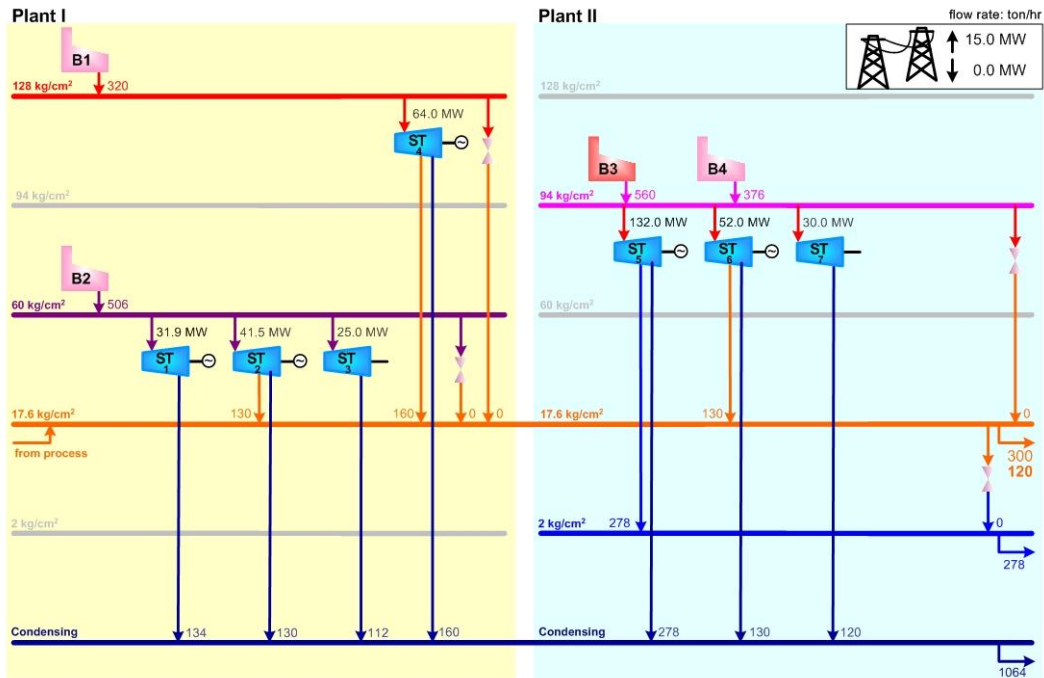 Plant I
Plant II
flow rate: ton/hr
15.0 MW
0.0 MW
B1
128 kg/cm²
320
128 kg/cm²
64.0 MW
ST
4
B3
B4
94 kg/cm²
94 kg/cm²
560
376
132.0 MW
52.0 MW
30.0 MW
ST
5
ST
6
ST
7
B2
60 kg/cm²
506
60 kg/cm²
31.9 MW
41.5 MW
25.0 MW
ST
1
ST
2
ST
3
17.6 kg/cm²
130
160
0
0
17.6 kg/cm²
130
0
from process
300
120
2 kg/cm²
2 kg/cm²
278
0
278
Condensing
134
130
112
160
Condensing
278
130
120
1064